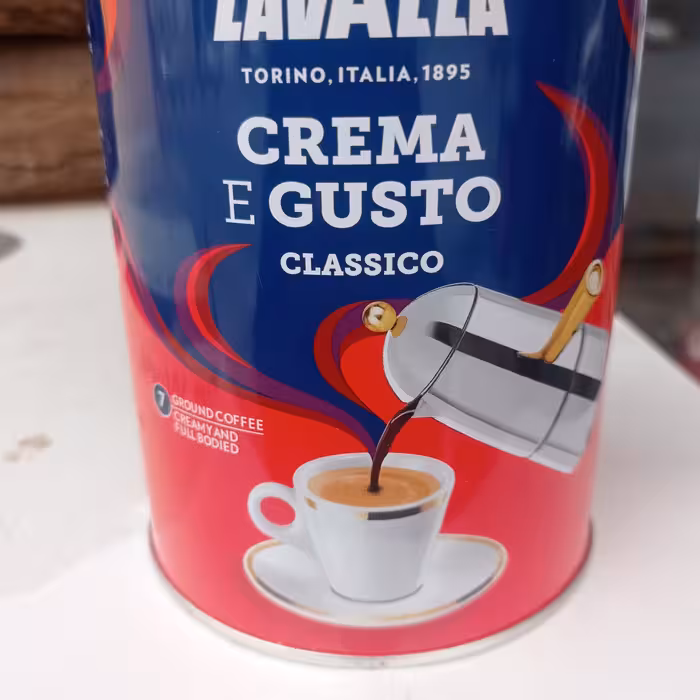 LAVAZZA
TORINO, ITALIA, 1895
CREMA
E GUSTO
CLASSICO
7
GROUND COFFEE
CREAMY AND
FULL BODIED